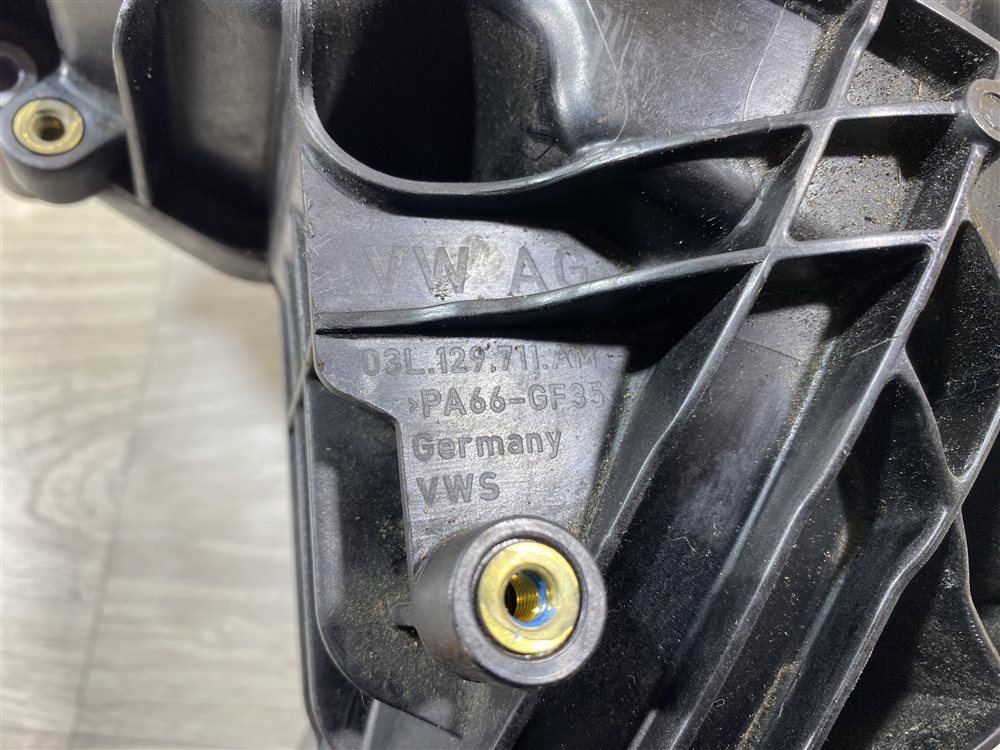 VW AG
03L.129.711.AM
>PA66-GF35
Germany
VWS